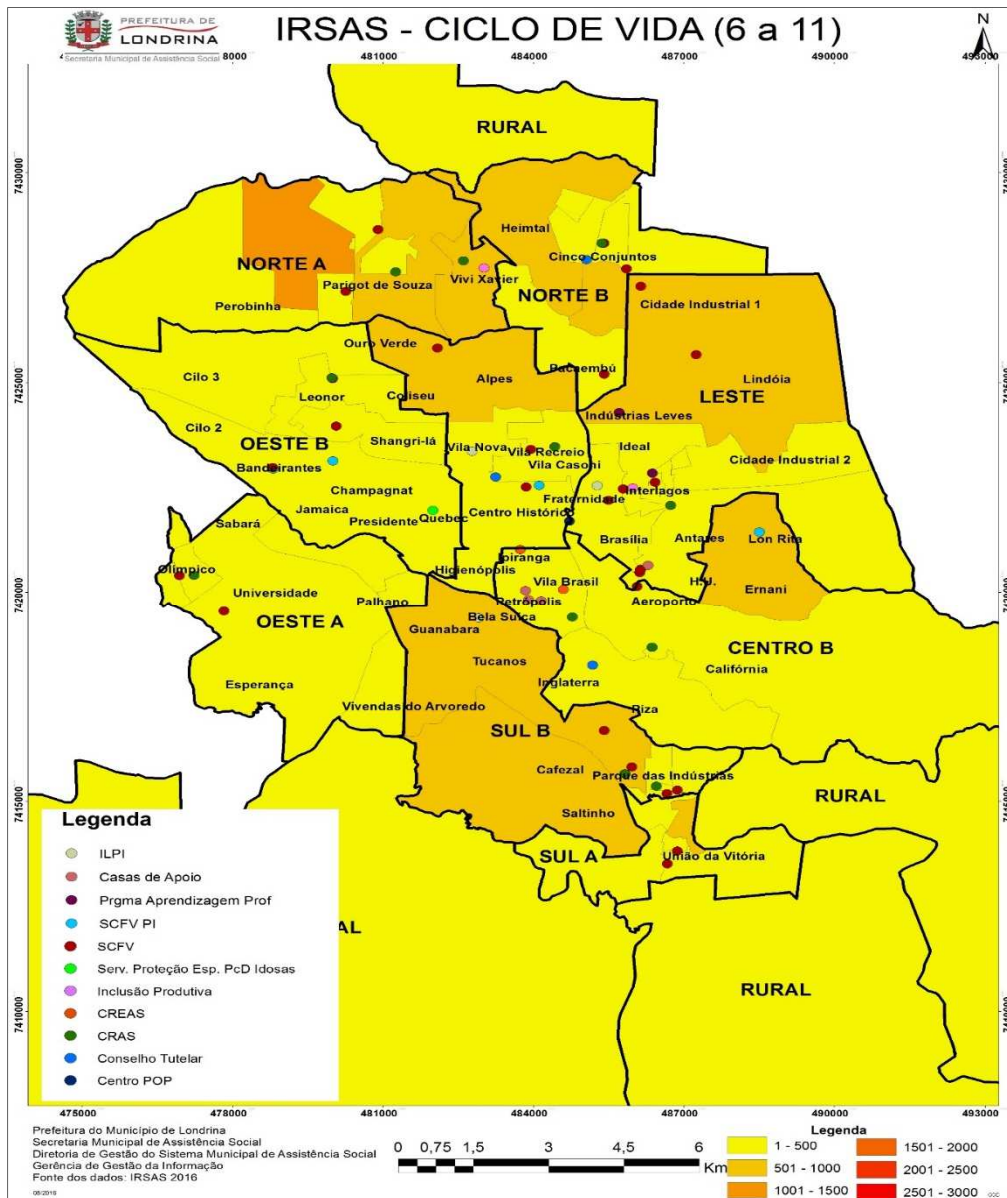 PREFEITURA DE
LONDRINA
Secretaria Municipal de Assistência Social
IRSAS - CICLO DE VIDA (6 a 11)
N
8000 481000 484000 487000 490000 493000
RURAL
7430000
Heimtal
Cinco Conjuntos
NORTE A
Vivi Xavier
Parigot de Souza
NORTE B
Perobinha
Cidade Industrial 1
Ouro Verde
Pacaembú
Cilo 3
Alpes
Lindóia
7425000
Leonor
Coliseu
LESTE
Indústrias Leves
Cilo 2
OESTE B
Shangri-lá
Vila Nova
Vila Recreio
Ideal
Vila Casoni
Cidade Industrial 2
Bandeirantes
Champagnat
Interlagos
Fraternidade
Jamaica
Presidente
Quebec
Centro Histórico
Sabará
Brasília
Antares
Lon Rita
Ipiranga
Olímpico
Higienópolis
Vila Brasil
H.U.
Ernani
7420000
Universidade
Palhano
Petrópolis
Aeroporto
OESTE A
Bela Suíça
Guanabara
CENTRO B
Tucanos
Califórnia
Esperança
Inglaterra
Vivendas do Arvoredo
Riza
SUL B
Cafezal
Parque das Indústrias
RURAL
7415000
Saltinho
SUL A
União da Vitória
AL
RURAL
7410000
Legenda
ILPI
Casas de Apoio
Prgma Aprendizagem Prof
SCFV PI
SCFV
Serv. Proteção Esp. PcD Idosas
Inclusão Produtiva
CREAS
CRAS
Conselho Tutelar
Centro POP
475000 478000 481000 484000 487000 490000 493000
Prefeitura do Município de Londrina
Secretaria Municipal de Assistência Social
Diretoria de Gestão do Sistema Municipal de Assistência Social
Gerência de Gestão da Informação
Fonte dos dados: IRSAS 2016
08/2016
0 0,75 1,5 3 4,5 6
Km
Legenda
1 - 500
501 - 1000
1001 - 1500
1501 - 2000
2001 - 2500
2501 - 3000